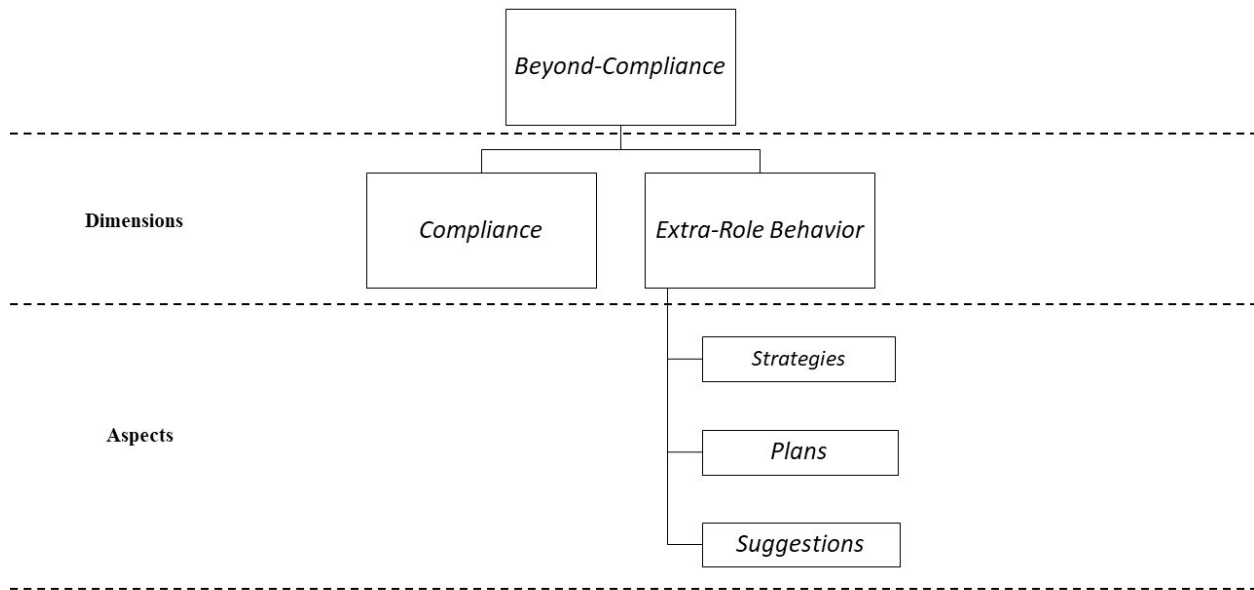 Beyond-Compliance
Dimensions
Compliance
Extra-Role Behavior
Strategies
Aspects
Plans
Suggestions